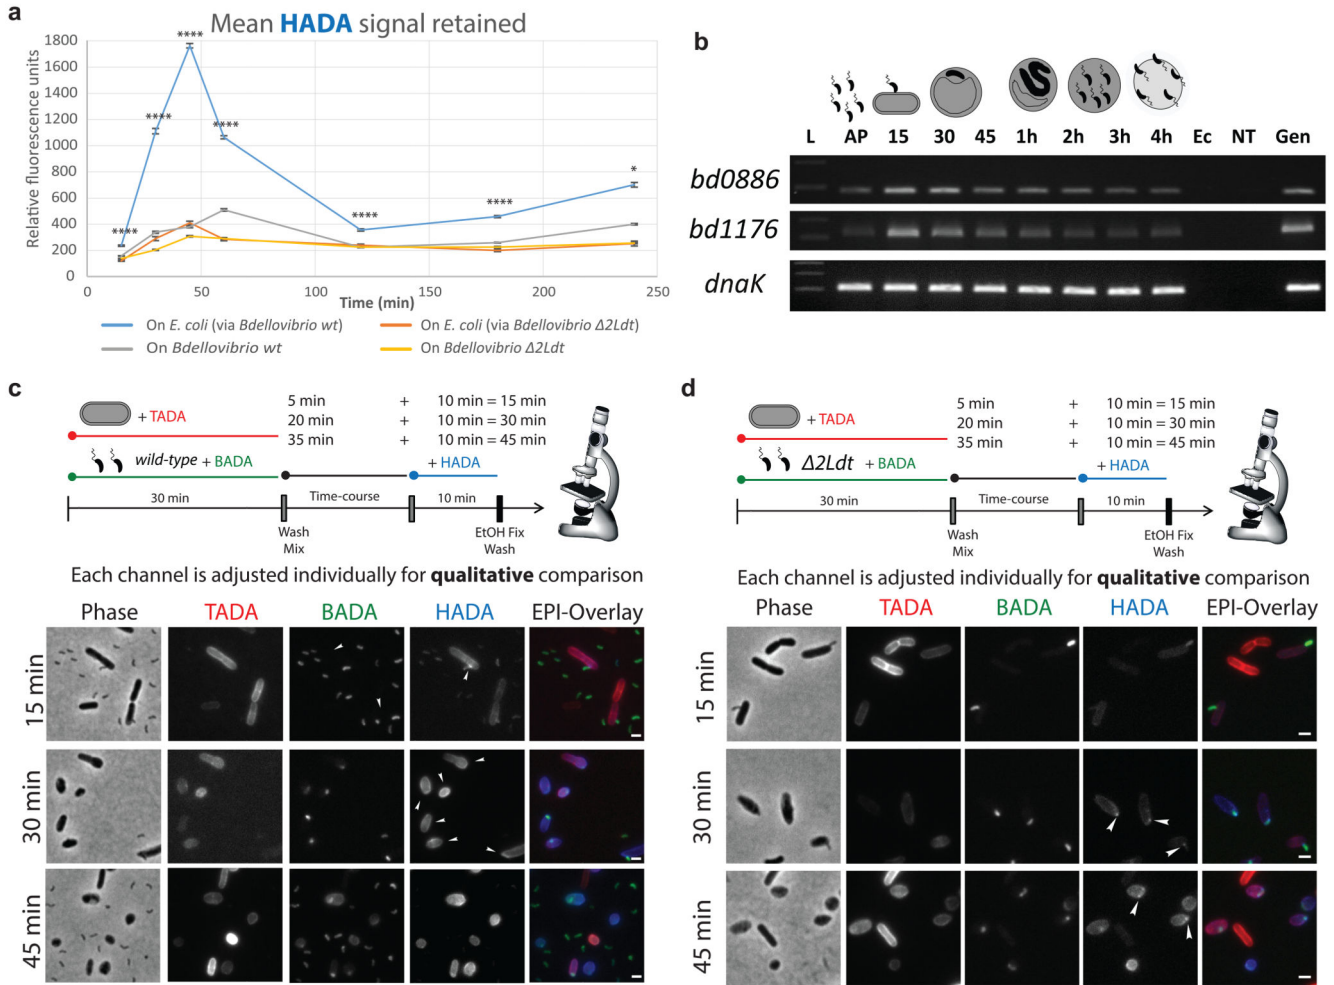 a
Mean HADA signal retained
Relative fluorescence units
1800
1600
1400
1200
1000
800
600
400
200
0
****
****
****
****
****
****
*
0 50 100 150 200 250
Time (min)
On E. coli (via Bdellovibrio wt)
On E. coli (via Bdellovibrio Δ2Ldt)
On Bdellovibrio wt
On Bdellovibrio Δ2Ldt
b
L AP 15 30 45 1h 2h 3h 4h Ec NT Gen
bd0886
bd1176
dnaK
c
+ TADA
5 min + 10 min = 15 min
20 min + 10 min = 30 min
35 min + 10 min = 45 min
wild-type + BADA
+ HADA
30 min
Time-course
10 min
Wash
Mix
EtOH Fix
Wash
Each channel is adjusted individually for qualitative comparison
Phase TADA BADA HADA EPI-Overlay
15 min
30 min
45 min
d
+ TADA
5 min + 10 min = 15 min
20 min + 10 min = 30 min
35 min + 10 min = 45 min
Δ2Ldt + BADA
+ HADA
30 min
Time-course
10 min
Wash
Mix
EtOH Fix
Wash
Each channel is adjusted individually for qualitative comparison
Phase TADA BADA HADA EPI-Overlay
15 min
30 min
45 min